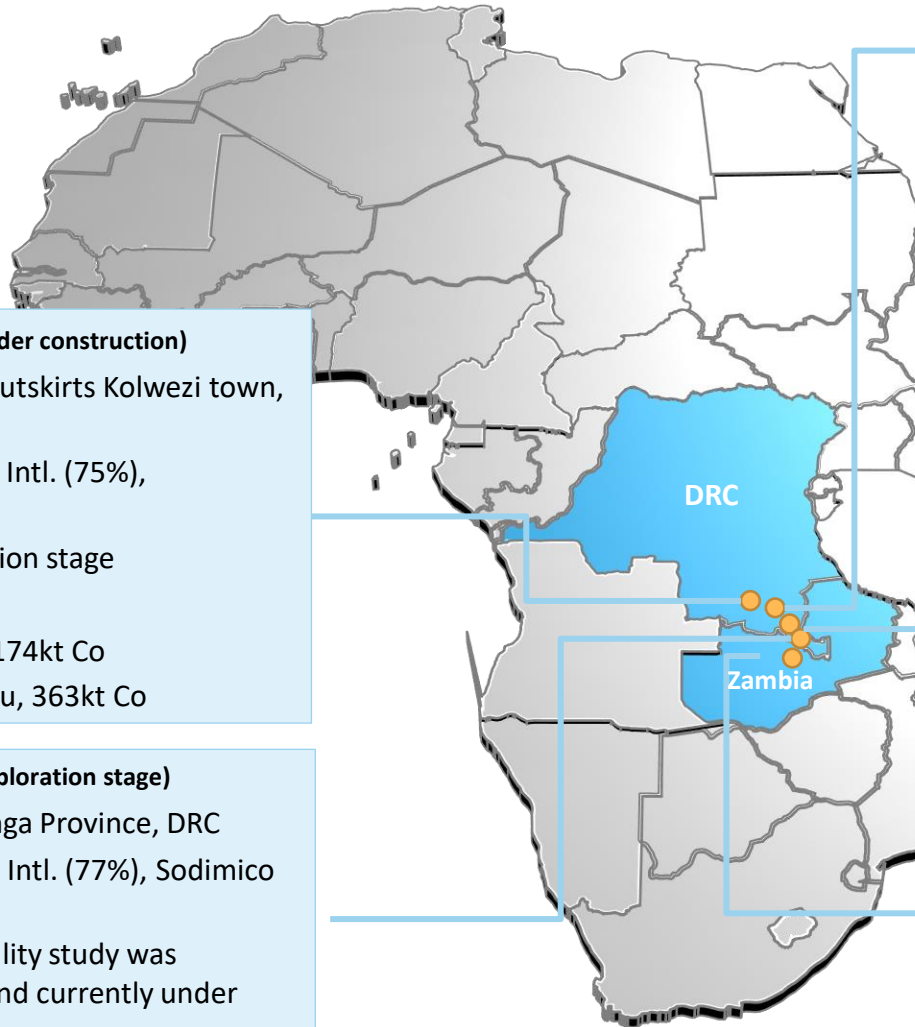 der construction)
utskirts Kolwezi town,
Intl. (75%),
ion stage
174kt Co
u, 363kt Co
ploration stage)
ga Province, DRC
Intl. (77%), Sodimico
lity study was
nd currently under
DRC
Zambia